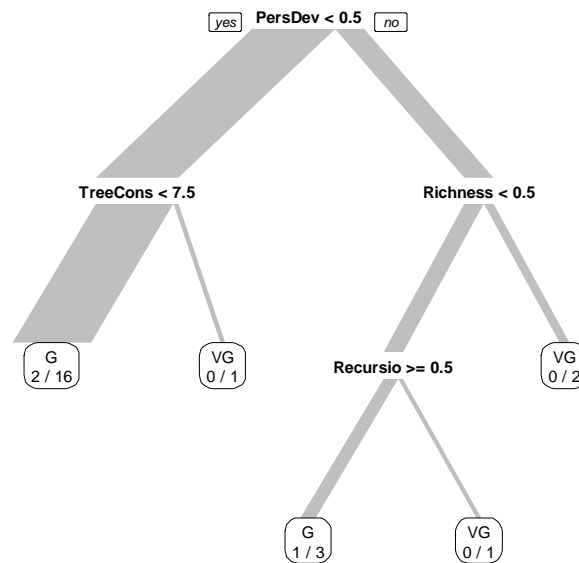 yes PersDev < 0.5 no
TreeCons < 7.5
Richness < 0.5
G
2 / 16
VG
0 / 1
Recursio >= 0.5
VG
0 / 2
G
1 / 3
VG
0 / 1